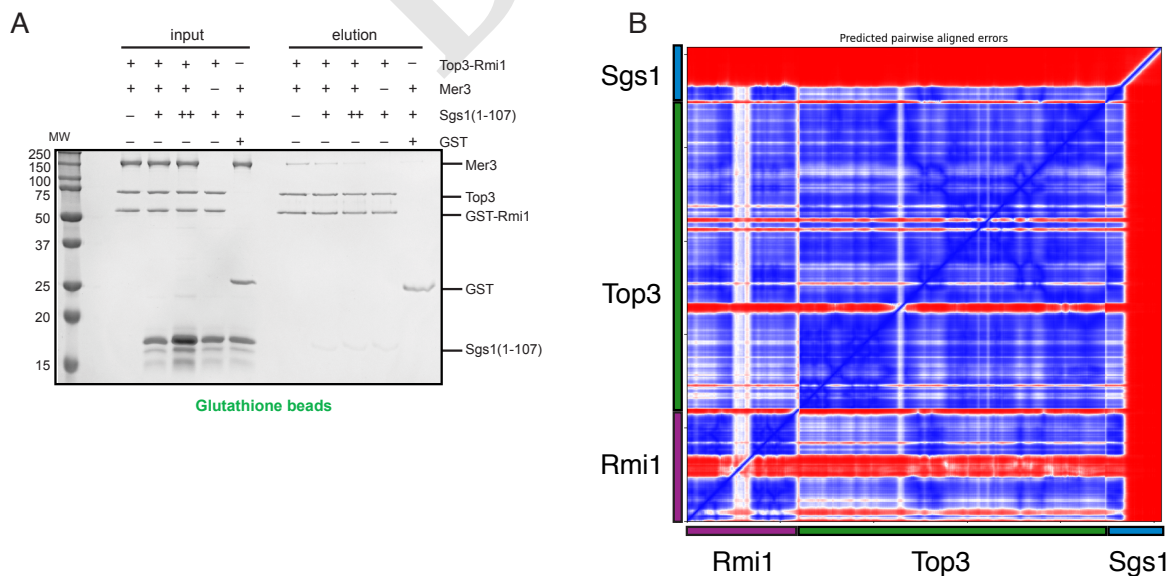 A
input elution
+ + + + – + + + + – Top3-Rmi1
+ + + – + + + + – + Mer3
– + ++ + + – + ++ + + Sgs1(1-107)
– – – – + – – – – + GST
MW
250
150
100
50
37
25
20
15
Mer3
Top3
GST-Rmi1
GST
Sgs1(1-107)
Glutathione beads
B
Predicted pairwise aligned errors
Sgs1
Top3
Rmi1
Rmi1 Top3 Sgs1